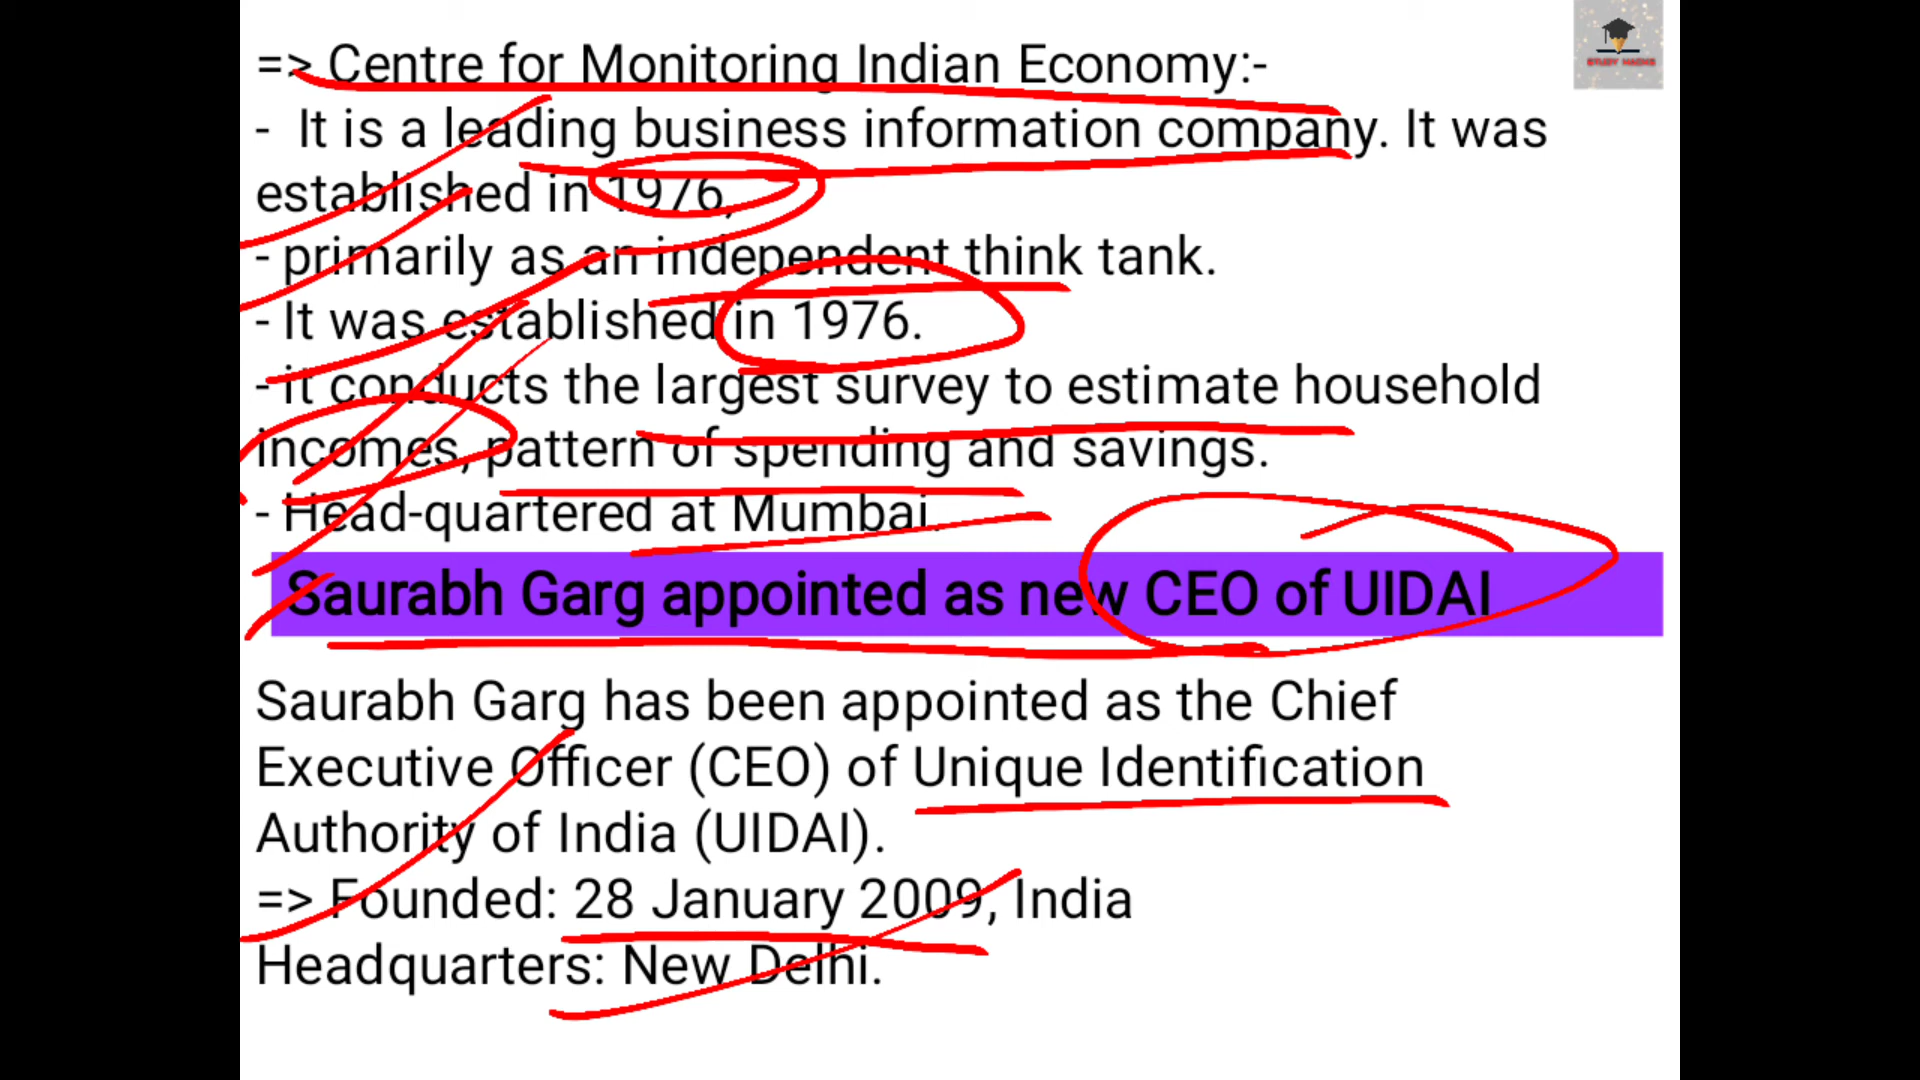 => Centre for Monitoring Indian Economy:-
- It is a leading business information company. It was
established in 1976,
- primarily as an independent think tank.
- It was established in 1976.
- it conducts the largest survey to estimate household
incomes, pattern of spending and savings.
- Head-quartered at Mumbai.
Saurabh Garg appointed as new CEO of UIDAI
Saurabh Garg has been appointed as the Chief
Executive Officer (CEO) of Unique Identification
Authority of India (UIDAI).
=> Founded: 28 January 2009, India
Headquarters: New Delhi.
STUDY HACKS